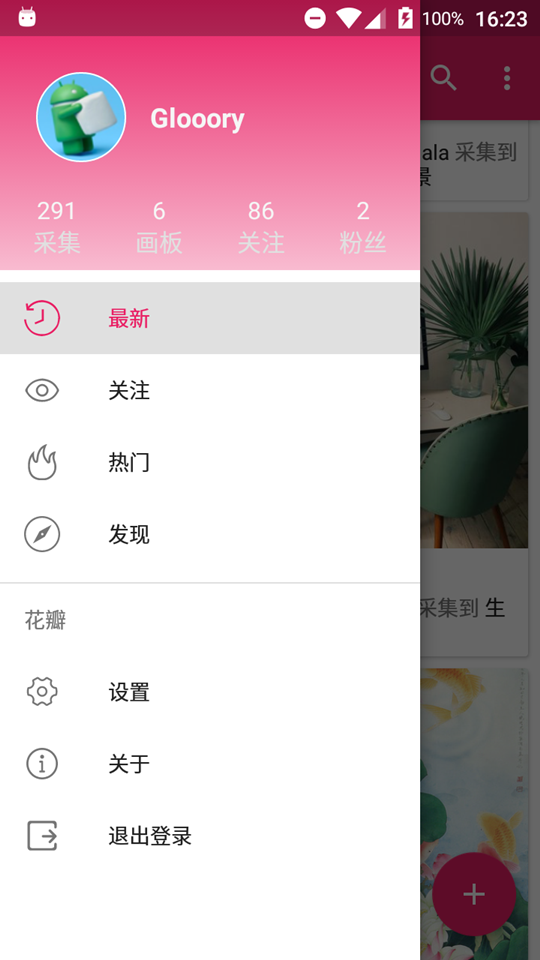 100% 16:23
Glooory
291 6 86 2
采集 画板 关注 粉丝
ala 采集到
景
最新
关注
热门
发现
采集到 生
花瓣
设置
关于
退出登录